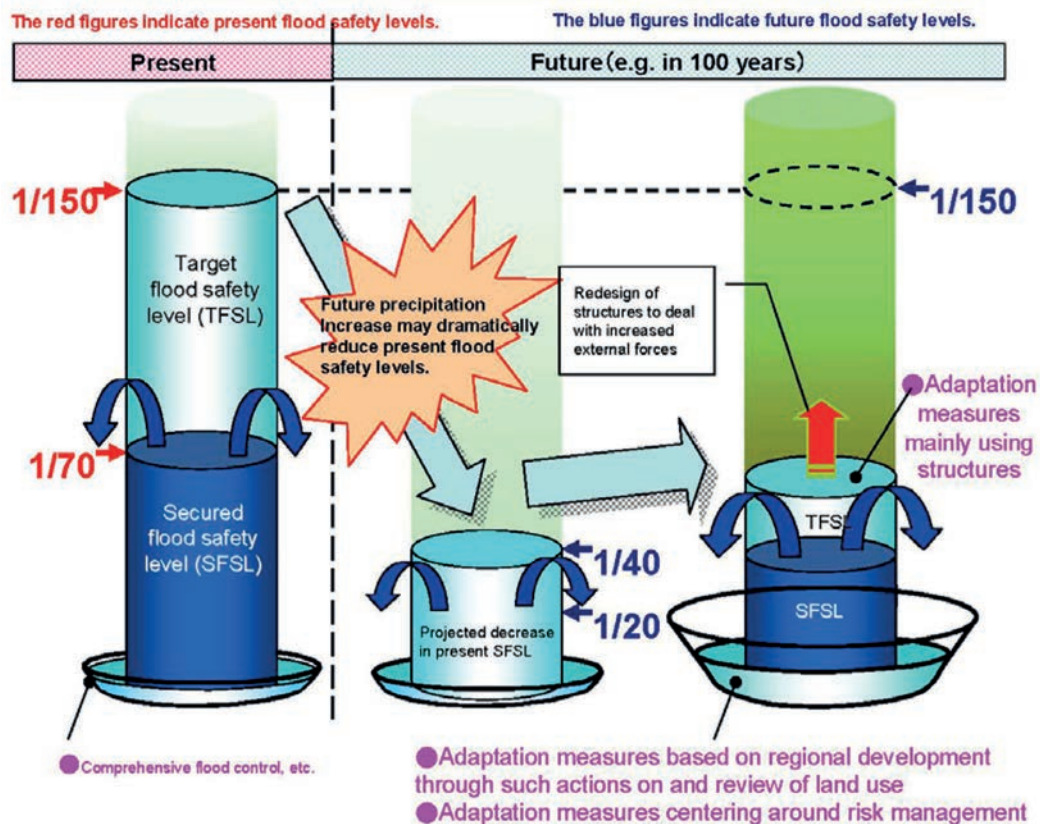 The red figures indicate present flood safety levels.
The blue figures indicate future flood safety levels.
Present
Future(e.g. in 100 years)
1/150
1/150
Target
flood safety
level (TFSL)
Future precipitation
Increase may dramatically
reduce present flood
safety levels.
Redesign of
structures to deal
with increased
external forces
Adaptation
measures
mainly using
structures
1/70
Secured
flood safety
level (SFSL)
TFSL
1/40
1/20
Projected decrease
in present SFSL
SFSL
Comprehensive flood control, etc.
Adaptation measures based on regional development
through such actions on and review of land use
Adaptation measures centering around risk management